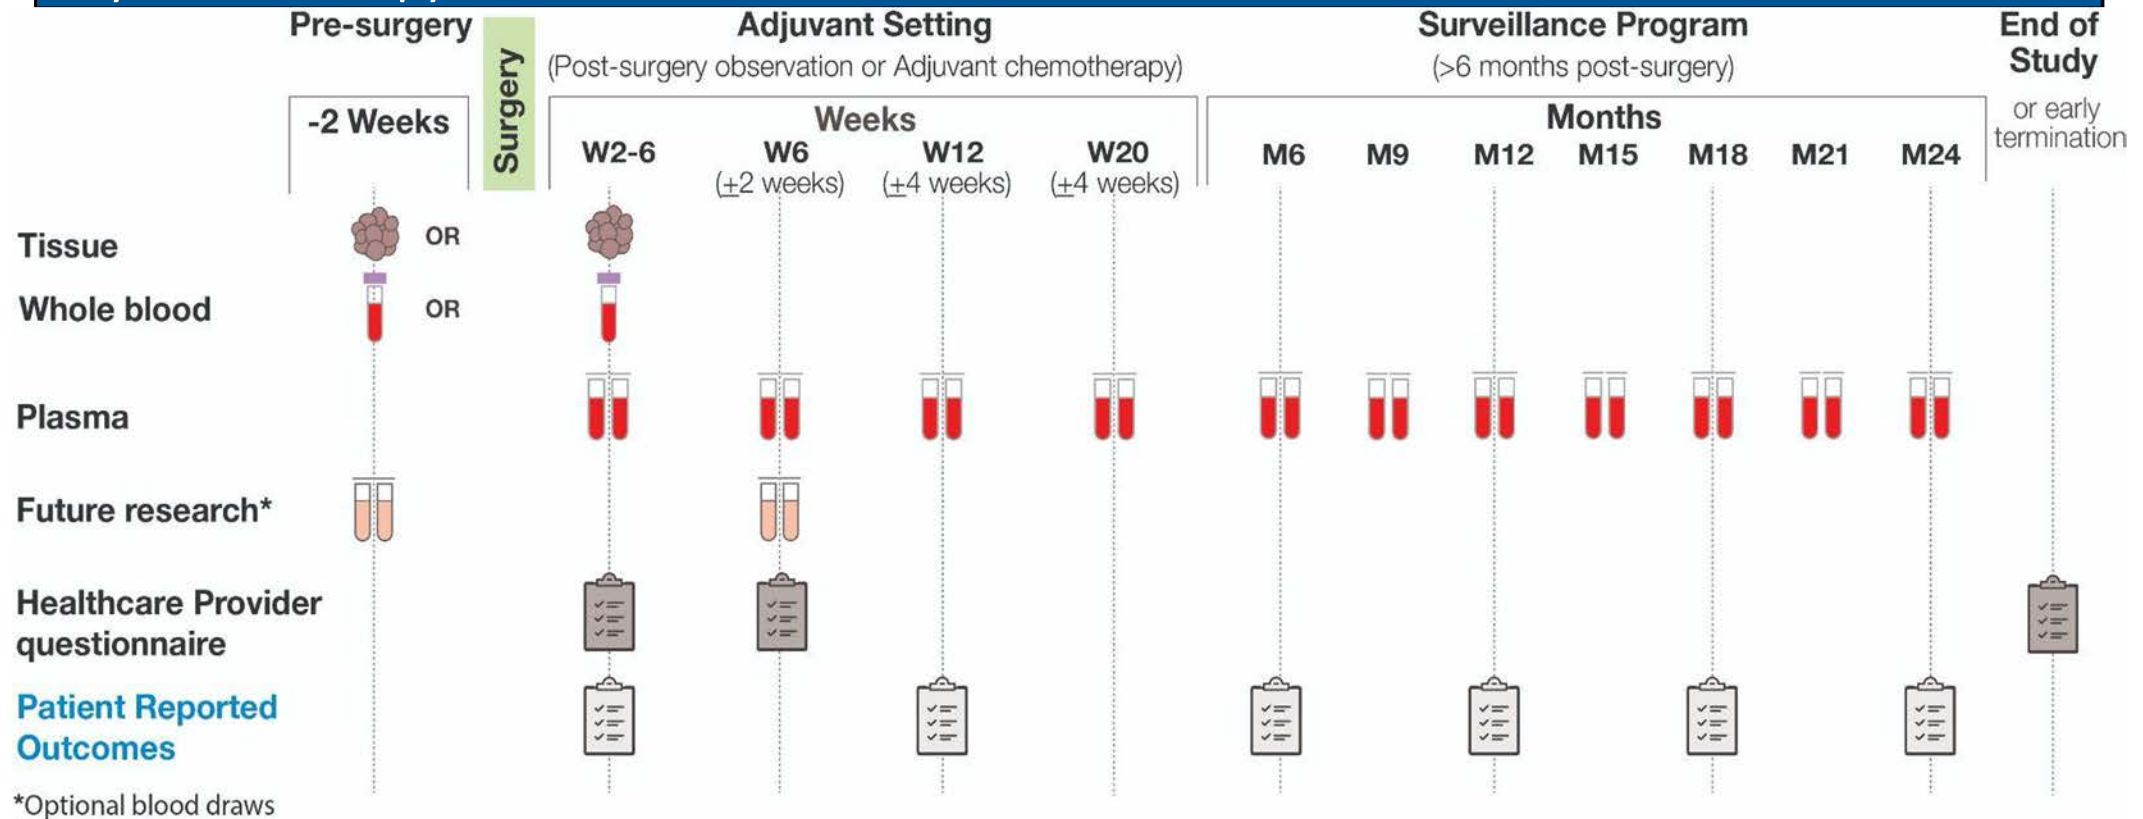 Pre-surgery
Surgery
Adjuvant Setting
(Post-surgery observation or Adjuvant chemotherapy)
Surveillance Program
(>6 months post-surgery)
End of
Study
or early
termination
-2 Weeks
Weeks
W2-6
W6
(±2 weeks)
W12
(±4 weeks)
W20
(±4 weeks)
Months
M6
M9
M12
M15
M18
M21
M24
Tissue
OR
Whole blood
OR
Plasma
Future research*
Healthcare Provider
questionnaire
Patient Reported
Outcomes
*Optional blood draws